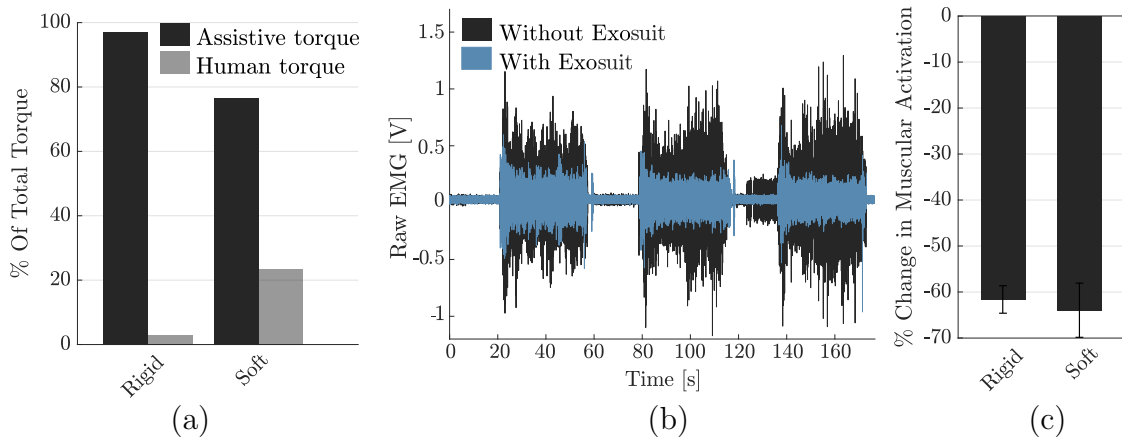 % Of Total Torque
100
80
60
40
20
0
Assistive torque
Human torque
Rigid
Soft
(a)
Raw EMG [V]
1.5
1
0.5
0
-0.5
-1
Without Exosuit
With Exosuit
0 20 40 60 80 100 120 140 160
Time [s]
(b)
% Change in Muscular Activation
0
-10
-20
-30
-40
-50
-60
-70
Rigid
Soft
(c)